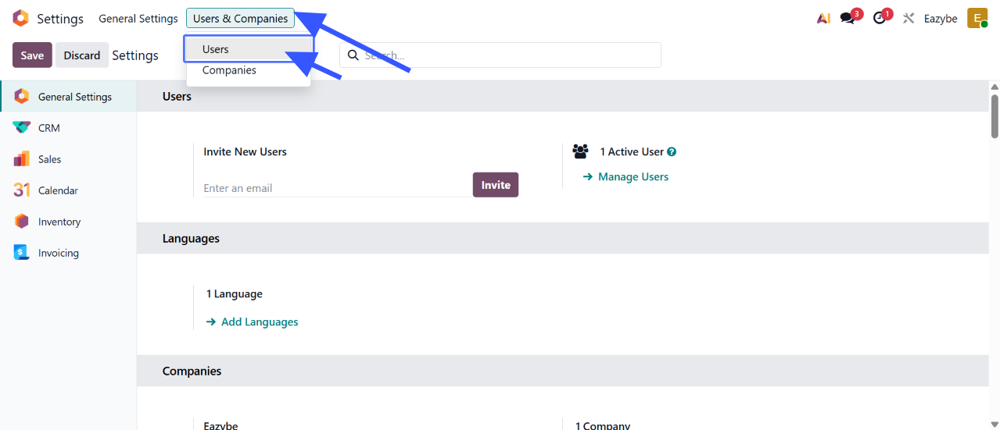 Settings General Settings Users & Companies AI 3 1 Eazybe E
Save Discard Settings Search...
Users
Companies
General Settings
CRM
Sales
31 Calendar
Inventory
$ Invoicing
Users
Invite New Users
Enter an email Invite
1 Active User ?
Manage Users
Languages
1 Language
Add Languages
Companies
Eazybe 1 Company